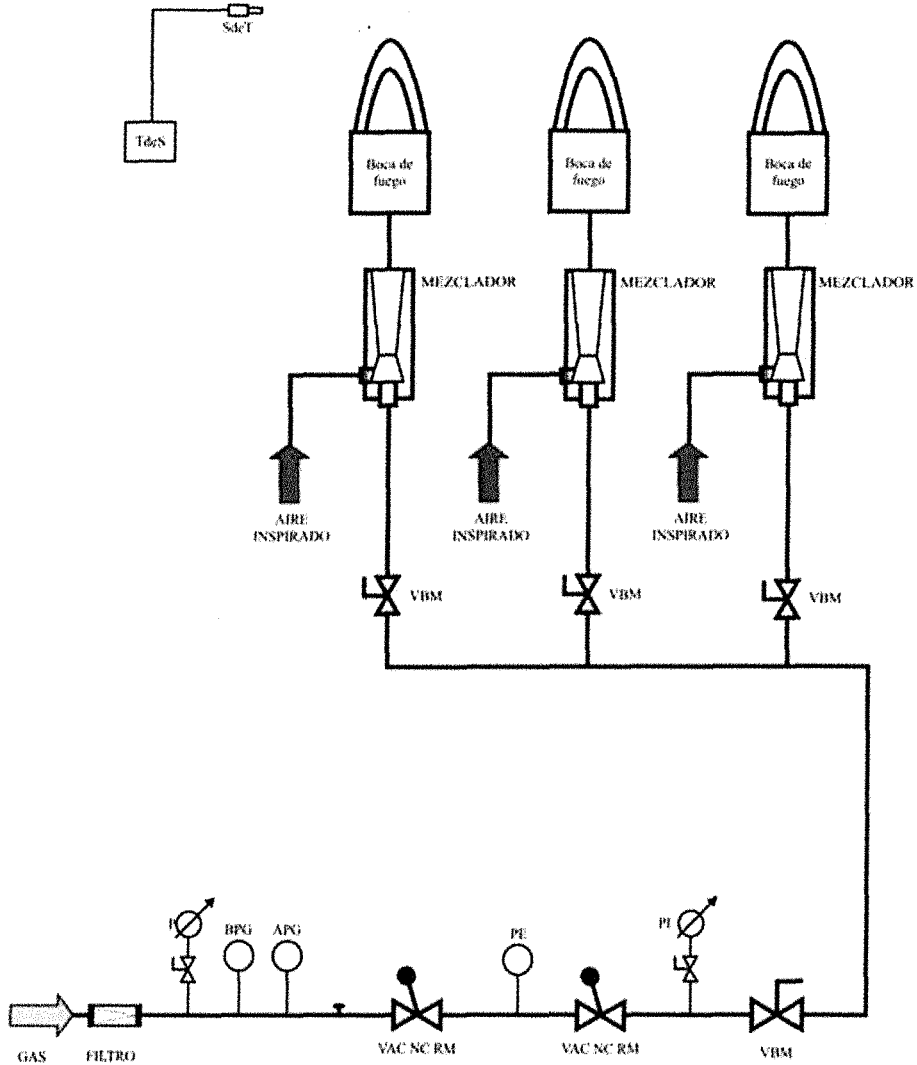 SdeT
TdeS
Boca de
fuego
Boca de
fuego
Boca de
fuego
MEZCLADOR
MEZCLADOR
MEZCLADOR
AIRE
INSPIRADO
AIRE
INSPIRADO
AIRE
INSPIRADO
VBM
VBM
VBM
BPG
APG
PE
PI
GAS
FILTRO
VAC NC RM
VAC NC RM
VBM